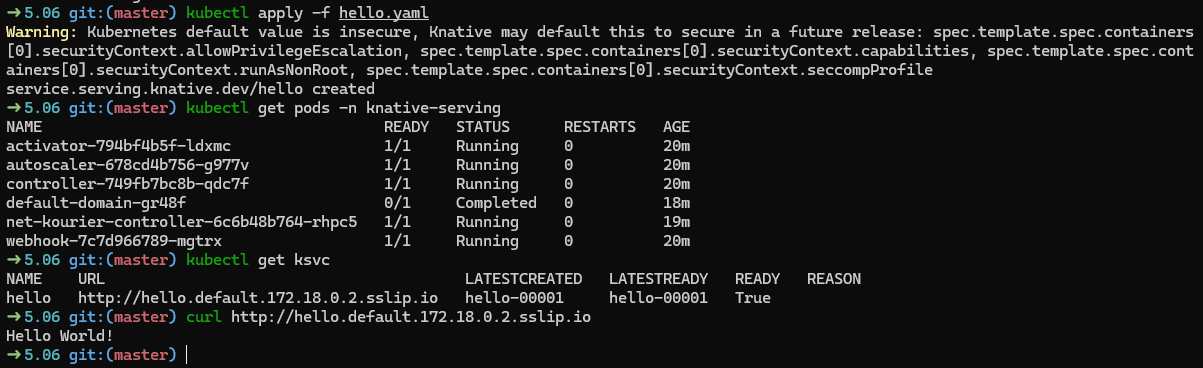 ➜ 5.06 git:(master) kubectl apply -f hello.yaml
Warning: Kubernetes default value is insecure, Knative may default this to secure in a future release: spec.template.spec.containers
[0].securityContext.allowPrivilegeEscalation, spec.template.spec.containers[0].securityContext.capabilities, spec.template.spec.cont
ainers[0].securityContext.runAsNonRoot, spec.template.spec.containers[0].securityContext.seccompProfile
service.serving.knative.dev/hello created
➜ 5.06 git:(master) kubectl get pods -n knative-serving
NAME READY STATUS RESTARTS AGE
activator-794bf4b5f-ldxmc 1/1 Running 0 20m
autoscaler-678cd4b756-g977v 1/1 Running 0 20m
controller-749fb7bc8b-qdc7f 1/1 Running 0 20m
default-domain-gr48f 0/1 Completed 0 18m
net-kourier-controller-6c6b48b764-rhpc5 1/1 Running 0 19m
webhook-7c7d966789-mgtrx 1/1 Running 0 20m
➜ 5.06 git:(master) kubectl get ksvc
NAME URL LATESTCREATED LATESTREADY READY REASON
hello http://hello.default.172.18.0.2.sslip.io hello-00001 hello-00001 True
➜ 5.06 git:(master) curl http://hello.default.172.18.0.2.sslip.io
Hello World!
➜ 5.06 git:(master)